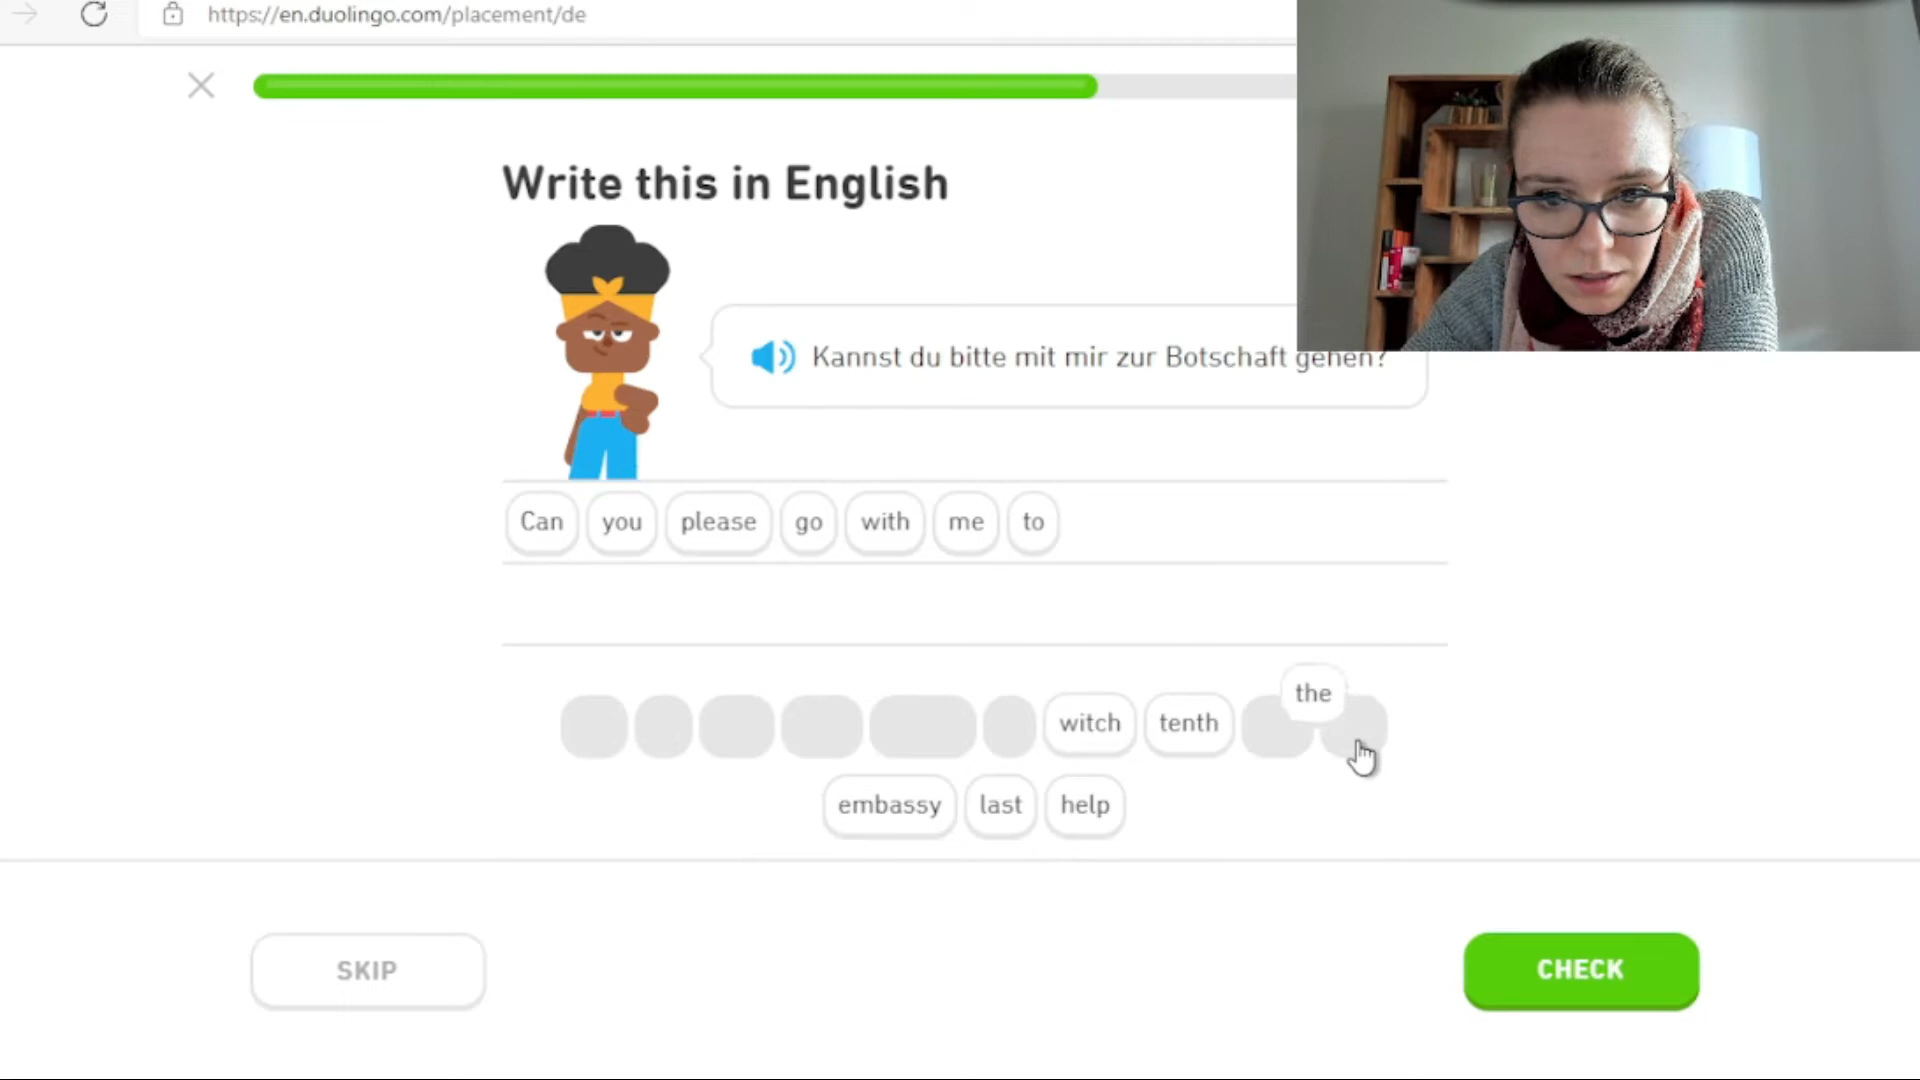 https://en.duolingo.com/placement/de
Write this in English
Kannst du bitte mit mir zur Botschaft gehen?
Can you please go with me to
the
witch tenth
embassy last help
SKIP CHECK